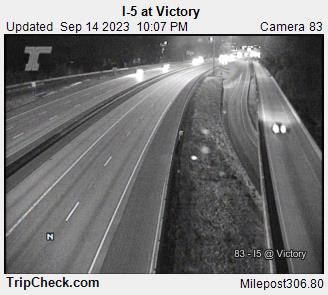 I-5 at Victory
Updated  Sep 14 2023  10:07 PM
Camera 83
T
N
83 - I5 @ Victory
TripCheck.com
Milepost306.80